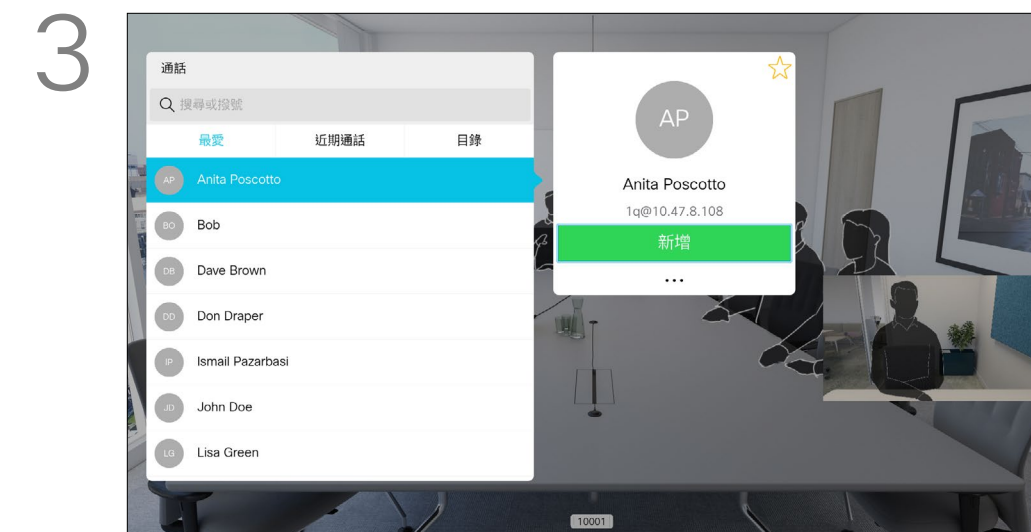 3
通話
搜尋或撥號
最愛 近期通話 目錄
AP Anita Poscotto
BO Bob
DB Dave Brown
DD Don Draper
IP Ismail Pazarbasi
JD John Doe
LG Lisa Green
AP
Anita Poscotto
1q@10.47.8.108
新增
...
10001